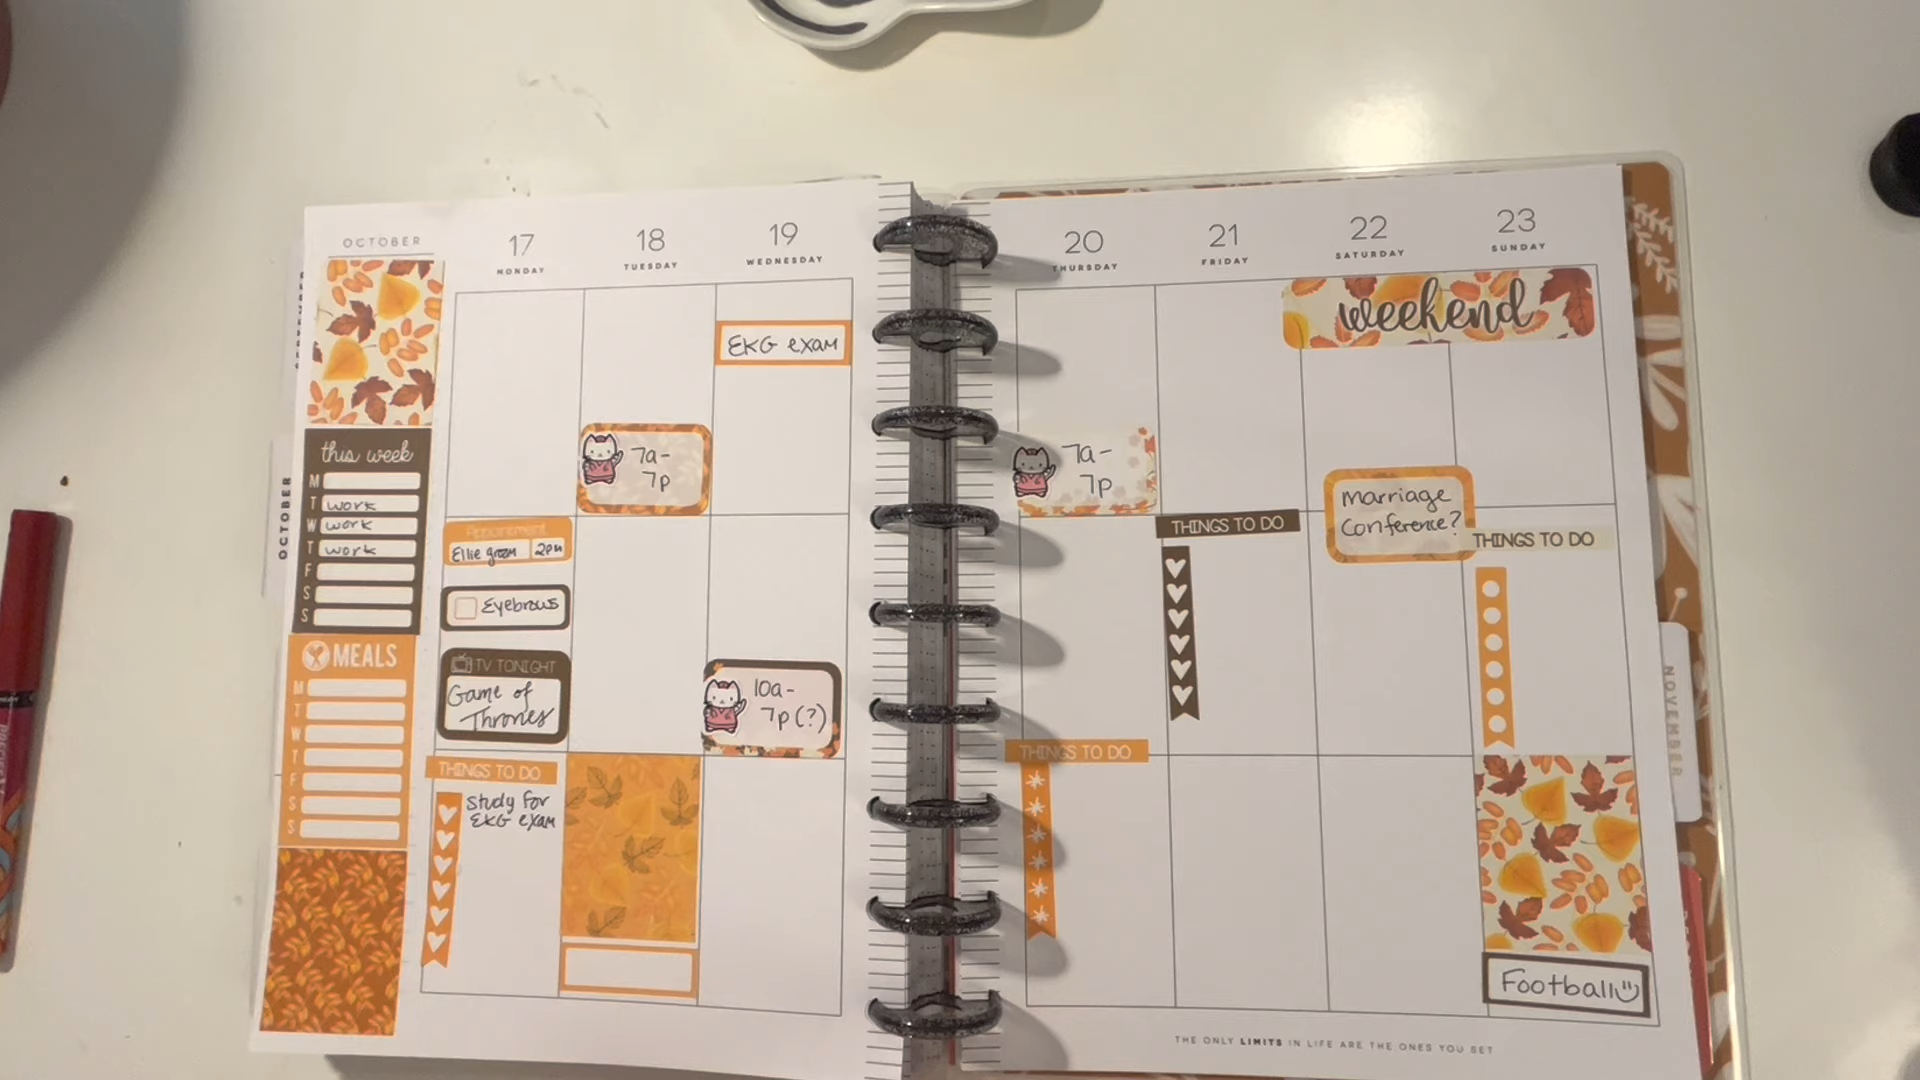 OCTOBER
17
MONDAY
18
TUESDAY
19
WEDNESDAY
this week
M
T work
W work
T work
F
S
S
MEALS
M
T
W
T
F
S
S
Appointment
Ellie groom 2pm
Eyebrows
TV TONIGHT
Game of
Thrones
THINGS TO DO
study for
EKG exam
7a-
7p
EKG exam
10a-
7p (?)
20
THURSDAY
21
FRIDAY
22
SATURDAY
23
SUNDAY
weekend
7a-
7p
THINGS TO DO
THINGS TO DO
marriage
Conference?
THINGS TO DO
Football
THE ONLY LIMITS IN LIFE ARE THE ONES YOU SET
SEPTEMBER
OCTOBER
NOVEMBER